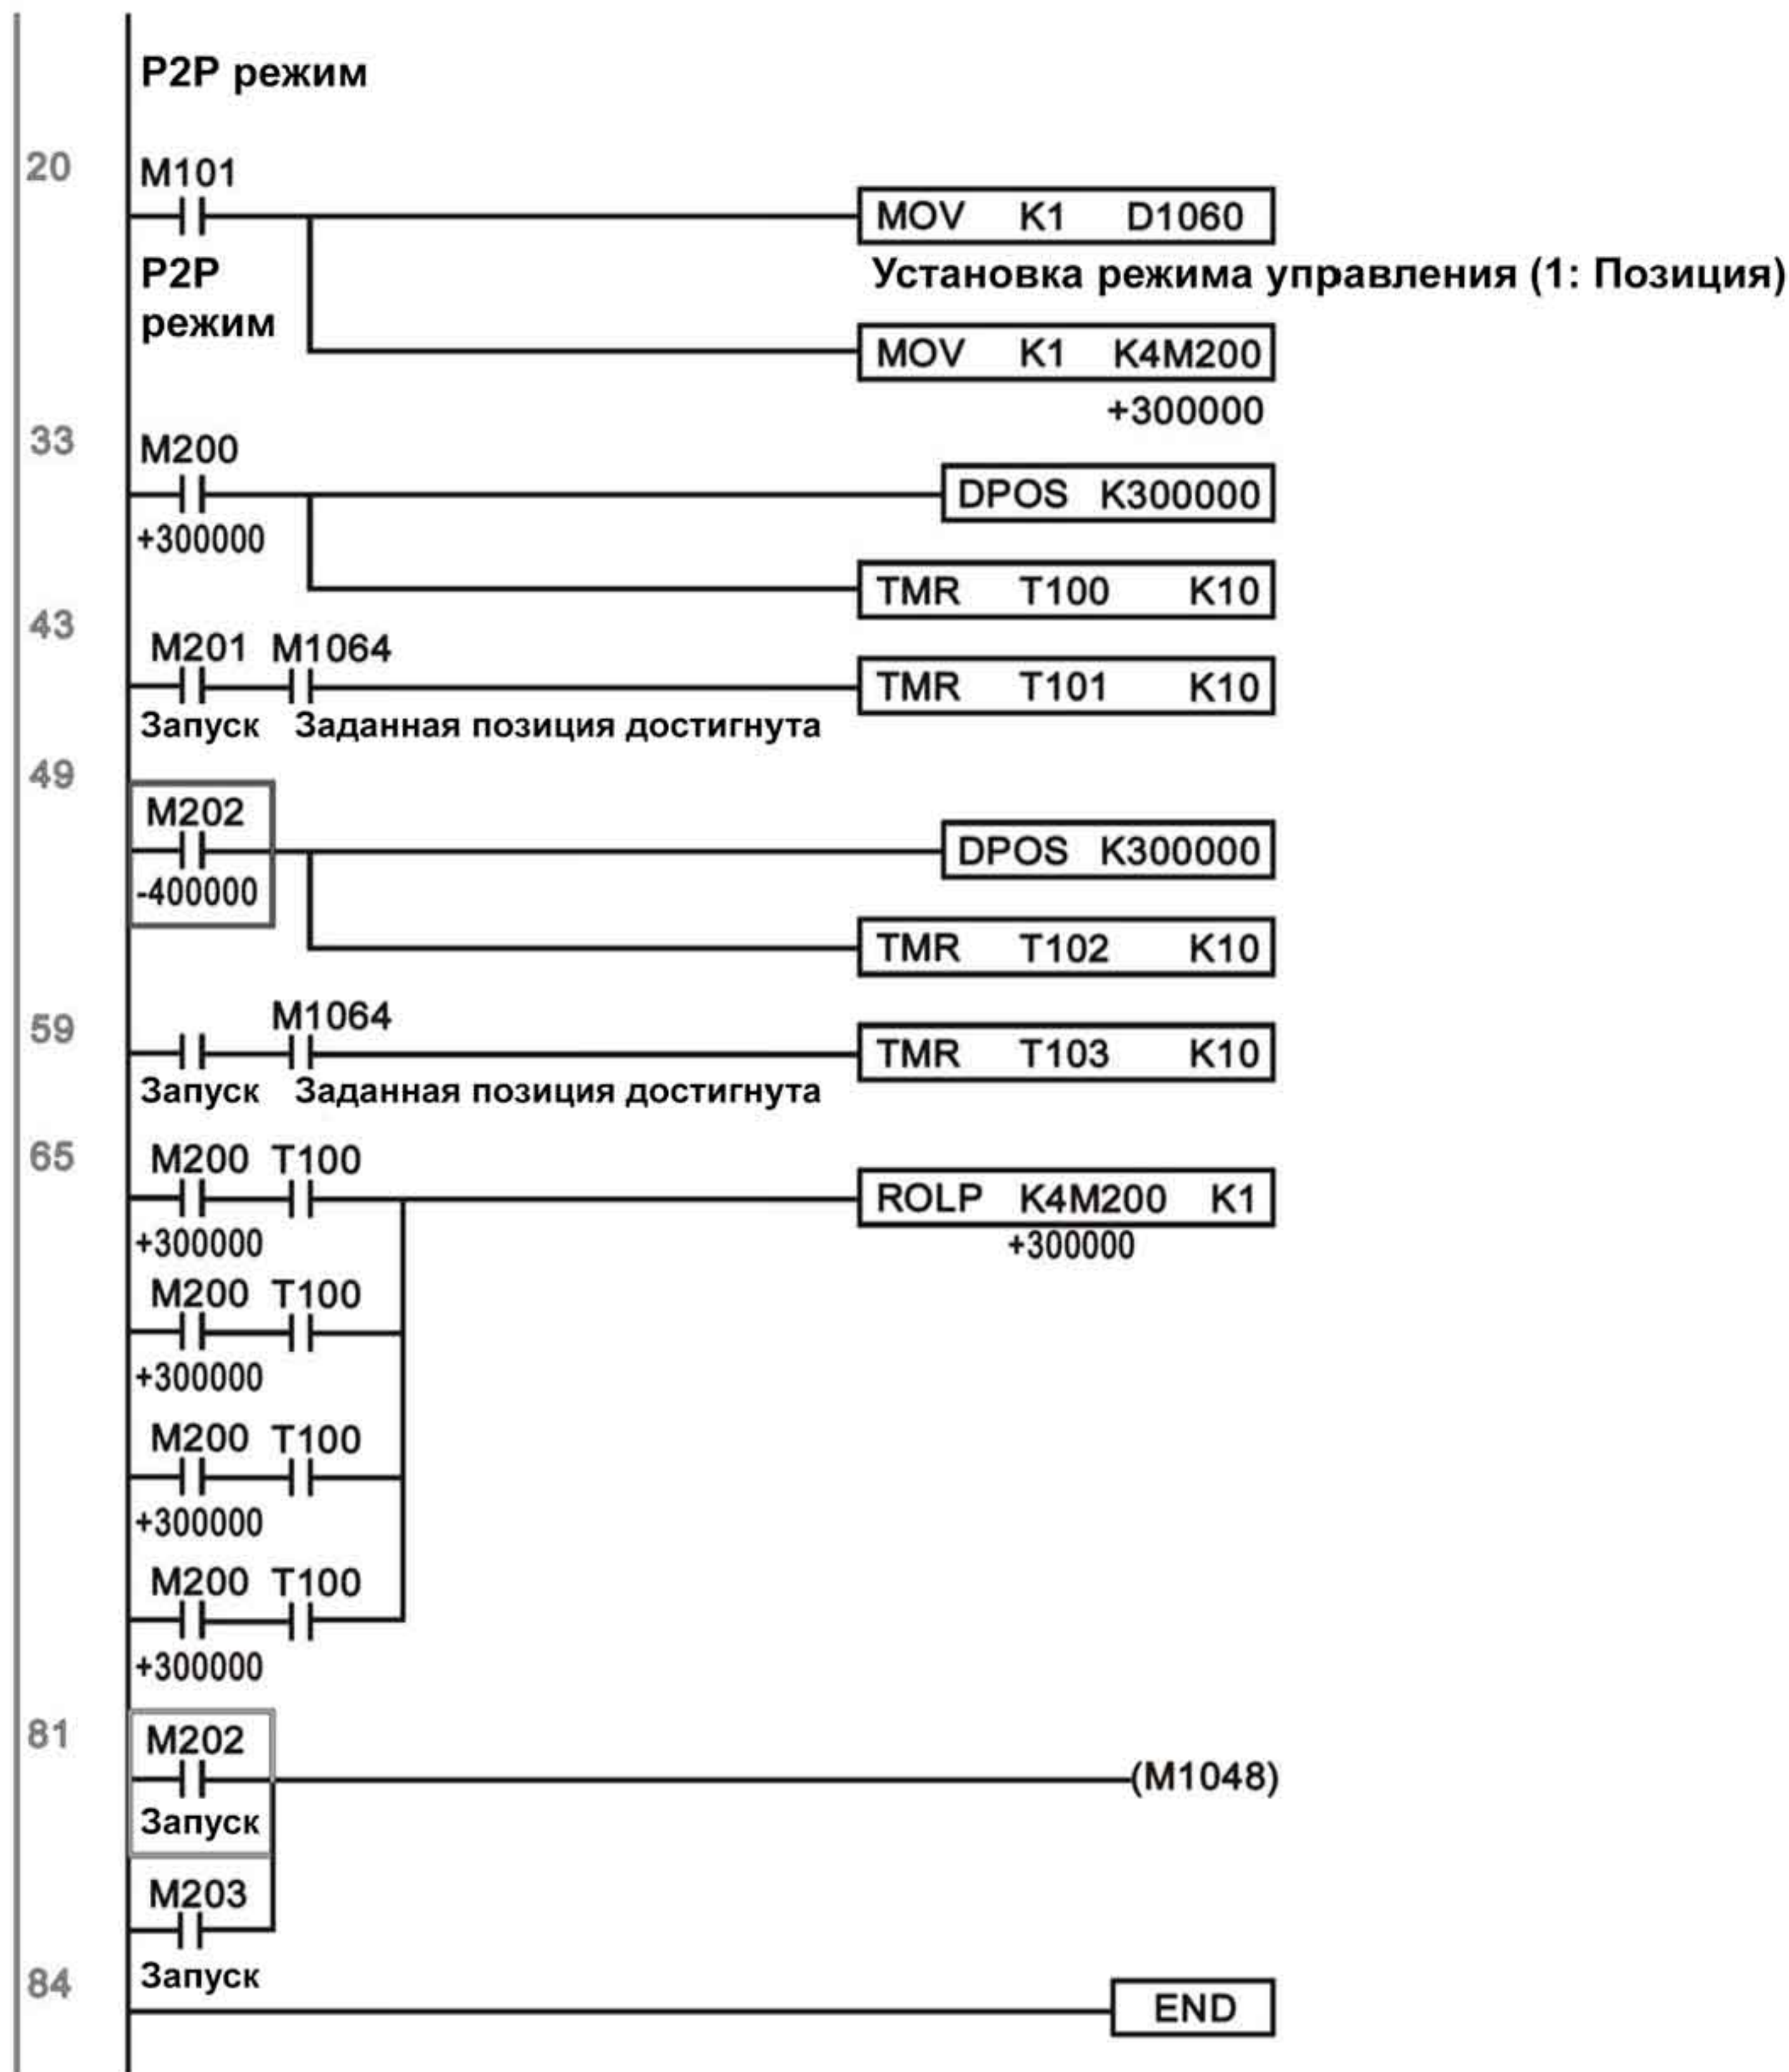 P2P режим
20
M101
MOV K1 D1060
P2P
режим
Установка режима управления (1: Позиция)
MOV K1 K4M200
+300000
33
M200
DPOS K300000
+300000
TMR T100 K10
43
M201 M1064
TMR T101 K10
Запуск Заданная позиция достигнута
49
M202
DPOS K300000
-400000
TMR T102 K10
59
M1064
TMR T103 K10
Запуск Заданная позиция достигнута
65
M200 T100
ROLP K4M200 K1
+300000
+300000
M200 T100
+300000
M200 T100
+300000
M200 T100
+300000
81
M202
(M1048)
Запуск
M203
Запуск
84
END